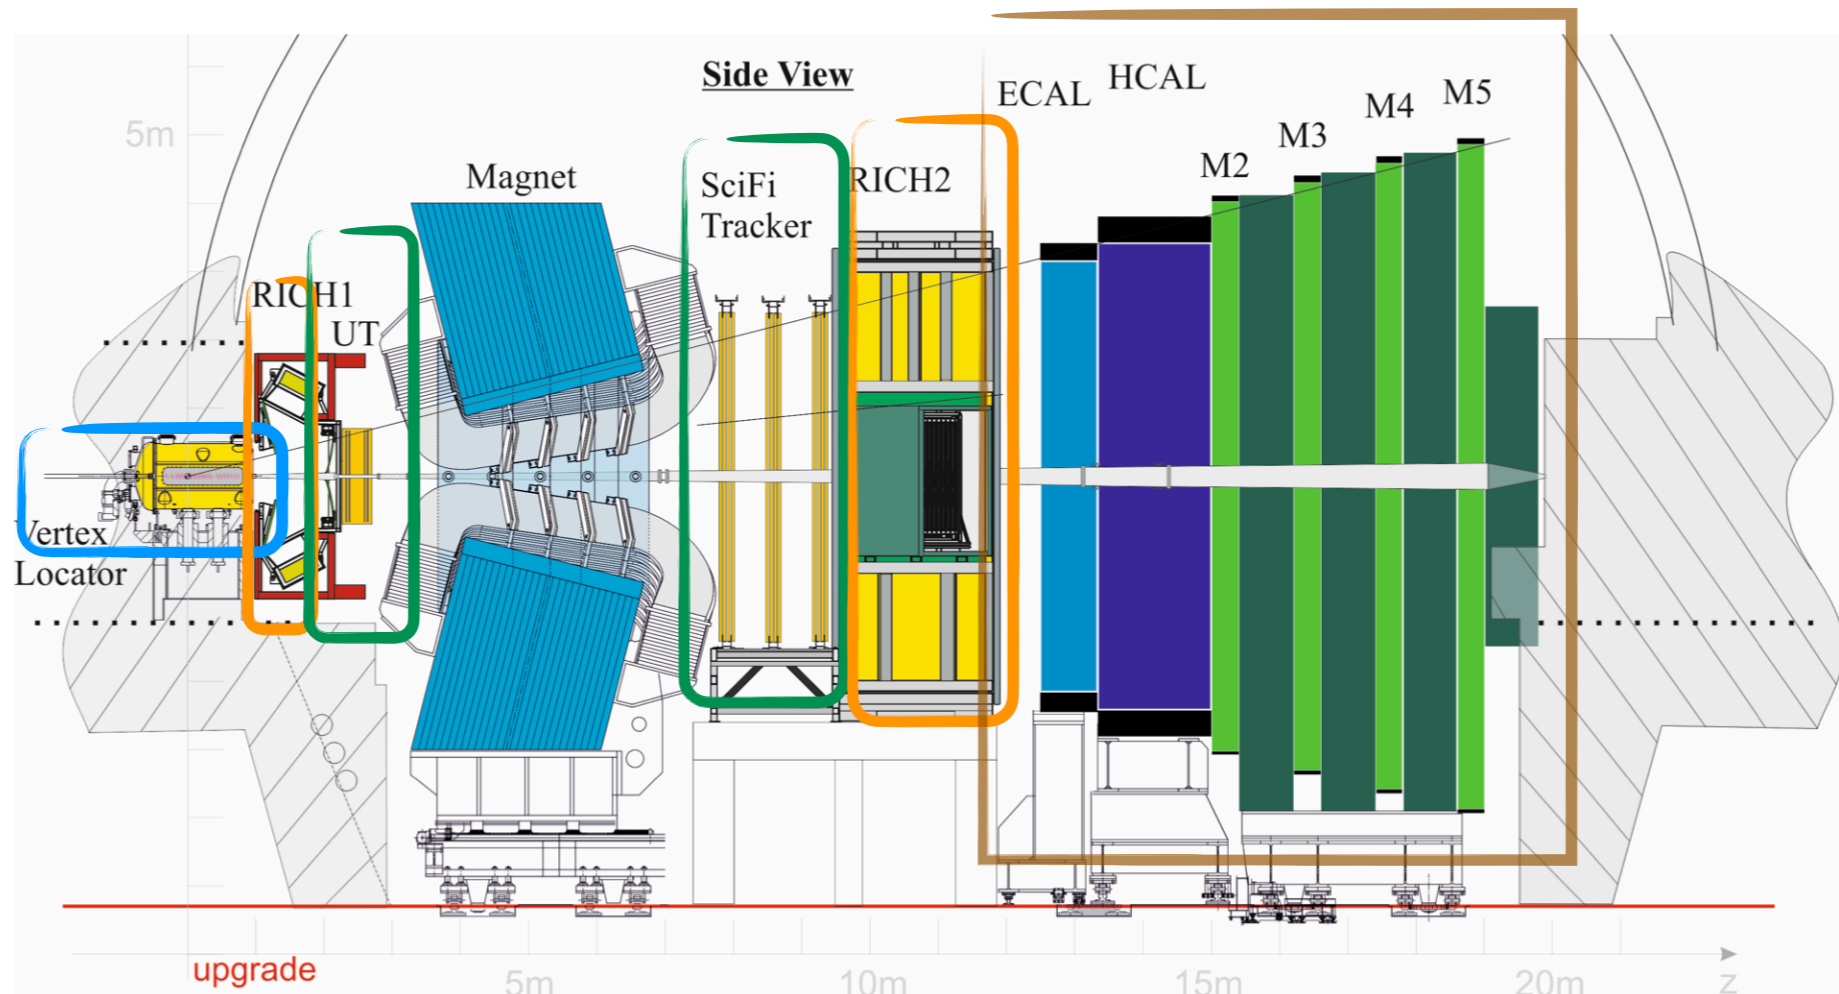 Side View
ECAL
HCAL
M5
M4
M3
M2
5m
Magnet
SciFi
Tracker
RICH2
RICH1
UT
Vertex
Locator
upgrade
5m
10m
15m
20m
z